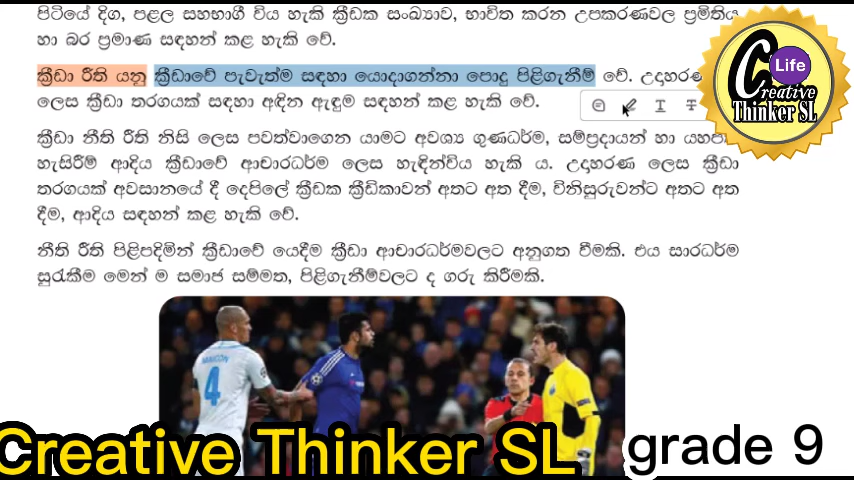 පිටියේ දිග, පළල සහභාගී විය හැකි ක්‍රීඩක සංඛ්‍යාව, භාවිත කරන උපකරණවල ප්‍රමිතිය
හා බර ප්‍රමාණ සඳහන් කළ හැකි වේ.
ක්‍රීඩා රීති යනු ක්‍රීඩාවේ පැවැත්ම සඳහා යොදාගන්නා පොදු පිළිගැනීම් වේ. උදාහරණ
ලෙස ක්‍රීඩා තරගයක් සඳහා අඳින ඇඳුම සඳහන් කළ හැකි වේ.
ක්‍රීඩා නීති රීති නිසි ලෙස පවත්වාගෙන යාමට අවශ්‍ය ගුණධර්ම, සම්ප්‍රදායන් හා
හැසිරීම් ආදිය ක්‍රීඩාවේ ආචාරධර්ම ලෙස හැඳින්විය හැකි ය. උදාහරණ ලෙස ක්‍රීඩා
තරගයක් අවසානයේ දී දෙපිලේ ක්‍රීඩක ක්‍රීඩිකාවන් අතට අත දීම, විනිසුරුවන්ට අතට අත
දීම, ආදිය සඳහන් කළ හැකි වේ.
නීති රීති පිළිපදිමින් ක්‍රීඩාවේ යෙදීම ක්‍රීඩා ආචාරධර්මවලට අනුගත වීමකි. එය සාරධර්ම
සුරැකීම මෙන් ම සමාජ සම්මත, පිළිගැනීම්වලට ද ගරු කිරීමකි.
Life
Creative
Thinker SL
4
Creative Thinker SL
grade 9